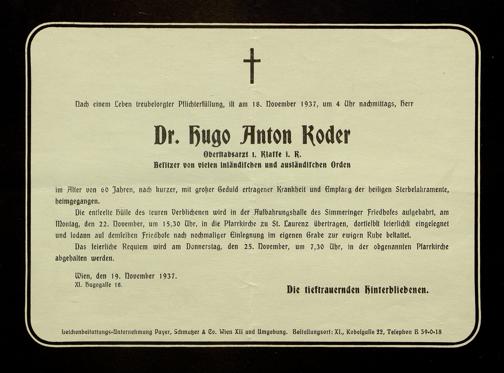 Nach einem Leben treubesorgter Pflichterfüllung, ist am 18. November 1937, um 4 Uhr nachmittags, Herr
Dr. Hugo Anton Koder
Oberstabsarzt 1. Klasse i. R.
Besitzer von vielen inländischen und ausländischen Orden
im Alter von 60 Jahren, nach kurzer, mit großer Geduld ertragener Krankheit und Empfang der heiligen Sterbesakramente,
heimgegangen.
Die entseelte Hülle des teuren Verblichenen wird in der Aufbahrungshalle des Simmeringer Friedhofes aufgebahrt, am
Montag, den 22. November, um 15,30 Uhr, in die Pfarrkirche zu St. Laurenz übertragen, dortselbst feierlichst eingesegnet
und sodann auf demselben Friedhofe nach nochmaliger Einsegnung im eigenen Grabe zur ewigen Ruhe bestattet.
Das feierliche Requiem wird am Donnerstag, den 25. November, um 7,30 Uhr, in der obgenannten Pfarrkirche
abgehalten werden.
Wien, den 19. November 1937.
XI. Hugogasse 16.
Die tieftrauernden Hinterbliebenen.
Leichenbestattungs-Unternehmung Payer, Schmutzer & Co. Wien XII und Umgebung. Bestellungsort: XI., Kobelgasse 22, Telephon B 59-0-18